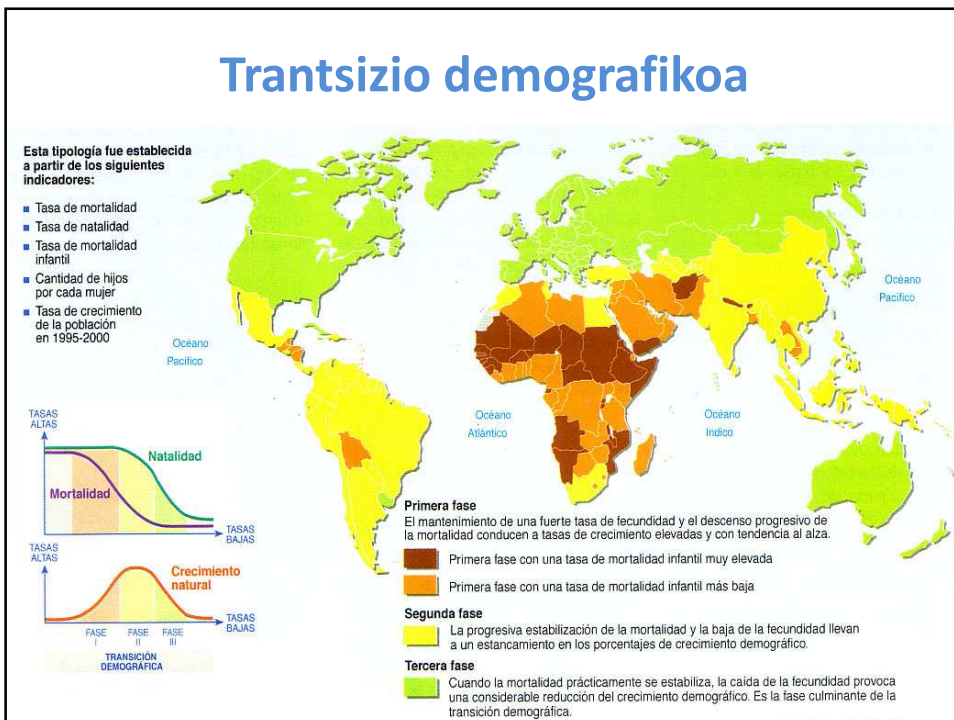 Trantsizio demografikoa
Esta tipología fue establecida
a partir de los siguientes
indicadores:
Tasa de mortalidad
Tasa de natalidad
Tasa de mortalidad
infantil
Cantidad de hijos
por cada mujer
Tasa de crecimiento
de la población
en 1995-2000
Océano
Pacífico
Océano
Atlántico
Océano
Indico
Océano
Pacífico
TASAS
ALTAS
Natalidad
Mortalidad
TASAS
BAJAS
TASAS
ALTAS
Crecimiento
natural
TASAS
BAJAS
FASE
I
FASE
II
FASE
III
TRANSICIÓN
DEMOGRÁFICA
Primera fase
El mantenimiento de una fuerte tasa de fecundidad y el descenso progresivo de
la mortalidad conducen a tasas de crecimiento elevadas y con tendencia al alza.
Primera fase con una tasa de mortalidad infantil muy elevada
Primera fase con una tasa de mortalidad infantil más baja
Segunda fase
La progresiva estabilización de la mortalidad y la baja de la fecundidad llevan
a un estancamiento en los porcentajes de crecimiento demográfico.
Tercera fase
Cuando la mortalidad prácticamente se estabiliza, la caída de la fecundidad provoca
una considerable reducción del crecimiento demográfico. Es la fase culminante de la
transición demográfica.